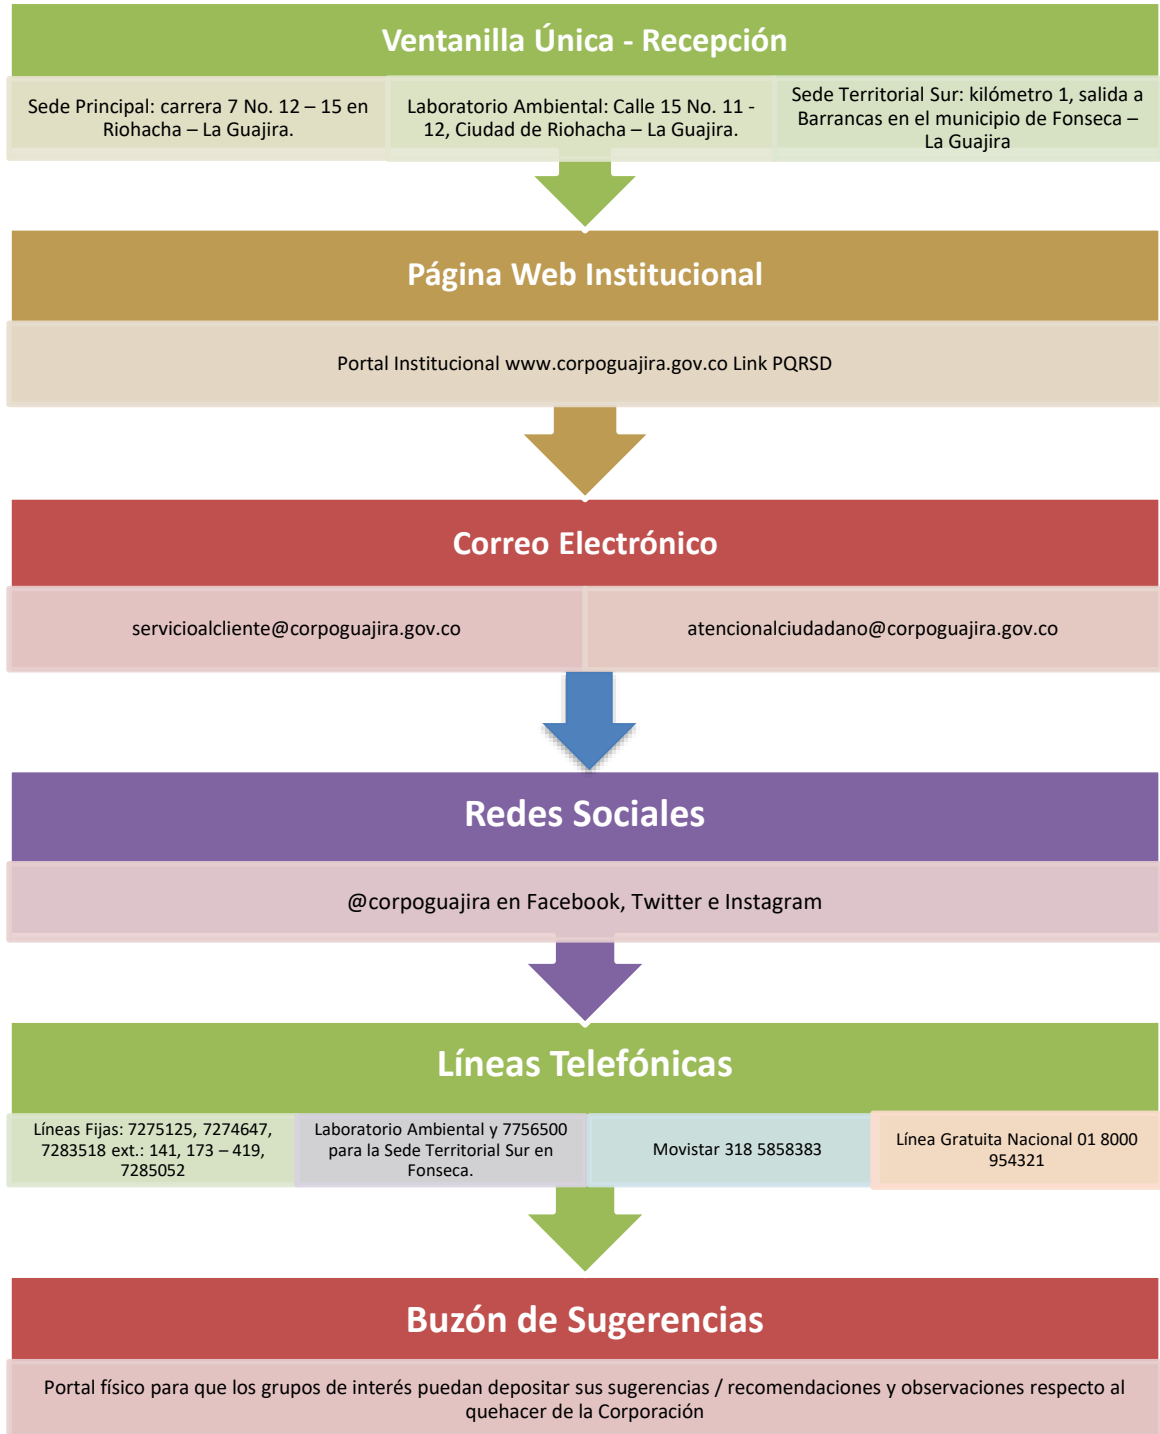 Ventanilla Única - Recepción
Sede Principal: carrera 7 No. 12 – 15 en
Riohacha – La Guajira.
Laboratorio Ambiental: Calle 15 No. 11 -
12, Ciudad de Riohacha – La Guajira.
Sede Territorial Sur: kilómetro 1, salida a
Barrancas en el municipio de Fonseca –
La Guajira
Página Web Institucional
Portal Institucional www.corpoguajira.gov.co Link PQRSD
Correo Electrónico
servicioalcliente@corpoguajira.gov.co
atencionalciudadano@corpoguajira.gov.co
Redes Sociales
@corpoguajira en Facebook, Twitter e Instagram
Líneas Telefónicas
Líneas Fijas: 7275125, 7274647,
7283518 ext.: 141, 173 – 419,
7285052
Laboratorio Ambiental y 7756500
para la Sede Territorial Sur en
Fonseca.
Movistar 318 5858383
Línea Gratuita Nacional 01 8000
954321
Buzón de Sugerencias
Portal físico para que los grupos de interés puedan depositar sus sugerencias / recomendaciones y observaciones respecto al
quehacer de la Corporación